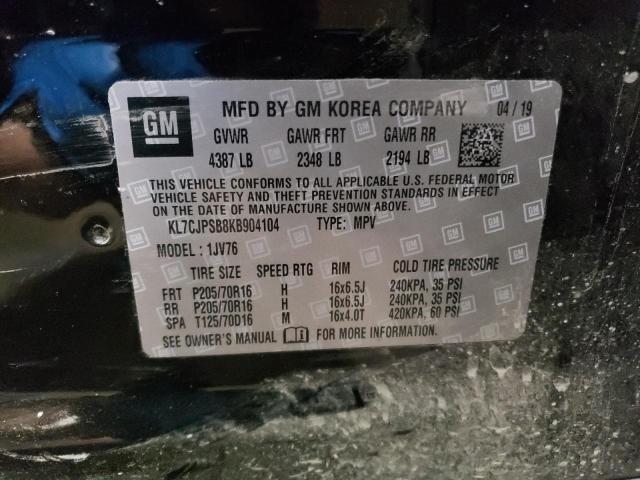 GM MFD BY GM KOREA COMPANY 04 / 19
GVWR GAWR FRT GAWR RR
4387 LB 2348 LB 2194 LB
THIS VEHICLE CONFORMS TO ALL APPLICABLE U.S. FEDERAL MOTOR
VEHICLE SAFETY AND THEFT PREVENTION STANDARDS IN EFFECT
ON THE DATE OF MANUFACTURE SHOWN ABOVE.
KL7CJPSB8KB904104 TYPE: MPV
MODEL : 1JV76
TIRE SIZE SPEED RTG RIM COLD TIRE PRESSURE
FRT P205/70R16 H 16x6.5J 240KPA, 35 PSI
RR P205/70R16 H 16x6.5J 240KPA, 35 PSI
SPA T125/70D16 M 16x4.0T 420KPA, 60 PSI
SEE OWNER'S MANUAL FOR MORE INFORMATION.